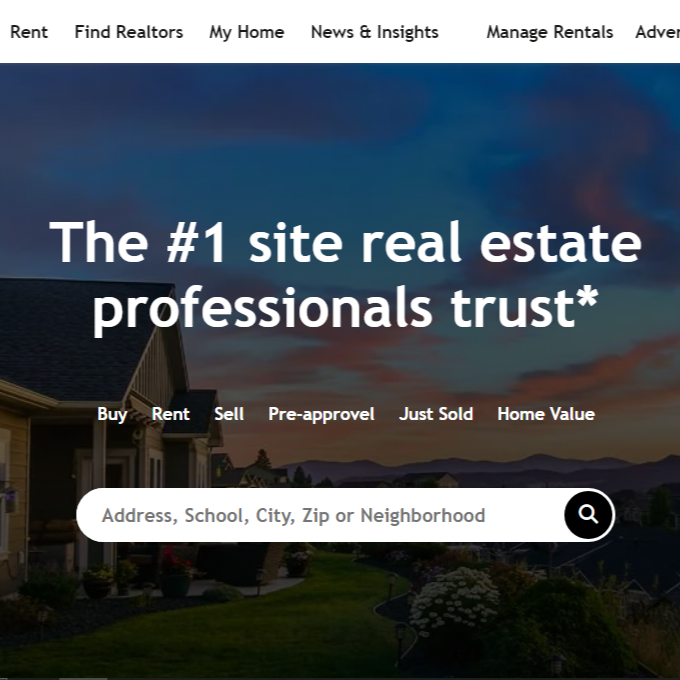 Rent Find Realtors My Home News & Insights Manage Rentals Adver
The #1 site real estate
professionals trust*
Buy Rent Sell Pre-approvel Just Sold Home Value
Address, School, City, Zip or Neighborhood